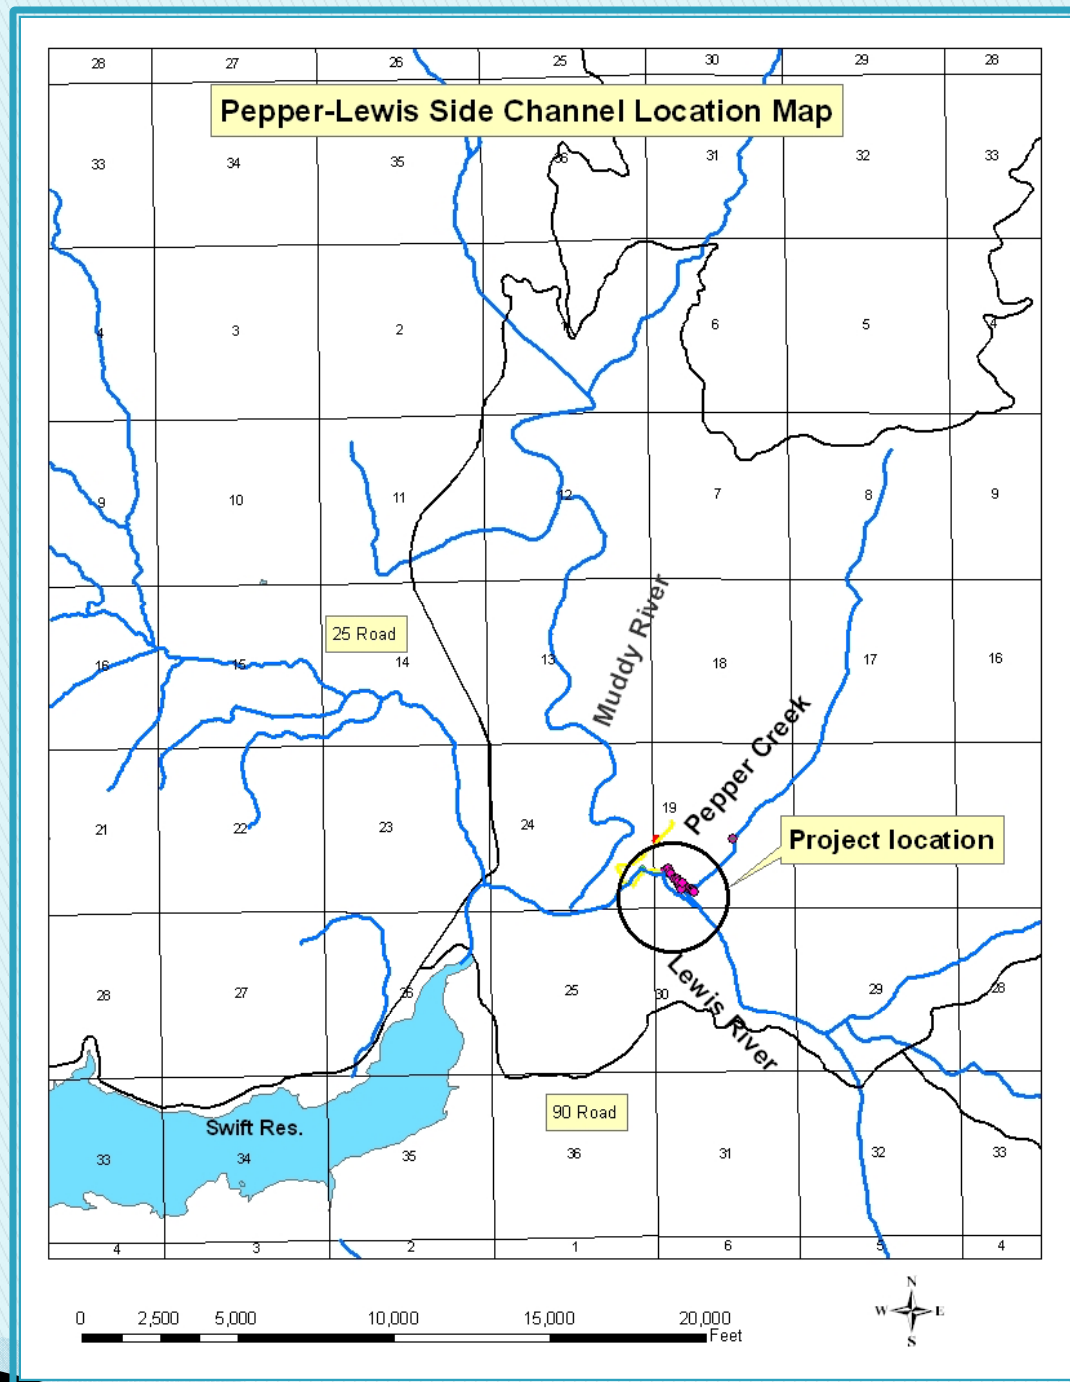 28 27 26 25 30 29 28
Pepper-Lewis Side Channel Location Map
33 34 35 36 31 32 33
4 3 2 1 6 5 4
9 10 11 12 7 8 9
Muddy River
25 Road
16 15 14 13 18 17 16
Pepper Creek
21 22 23 24 19
Project location
28 27 26 25 30 29 28
Lewis River
90 Road
Swift Res.
33 34 35 36 31 32 33
4 3 2 1 6 5 4
0 2,500 5,000 10,000 15,000 20,000
Feet
N
W E
S